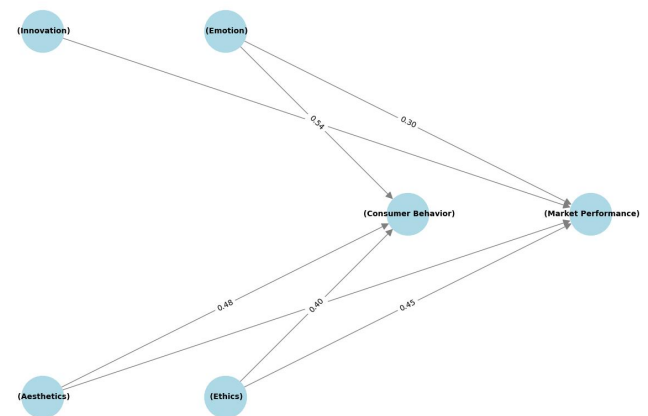 (Innovation)
(Emotion)
0.54
0.30
(Consumer Behavior)
(Market Performance)
0.48
0.40
0.45
(Aesthetics)
(Ethics)